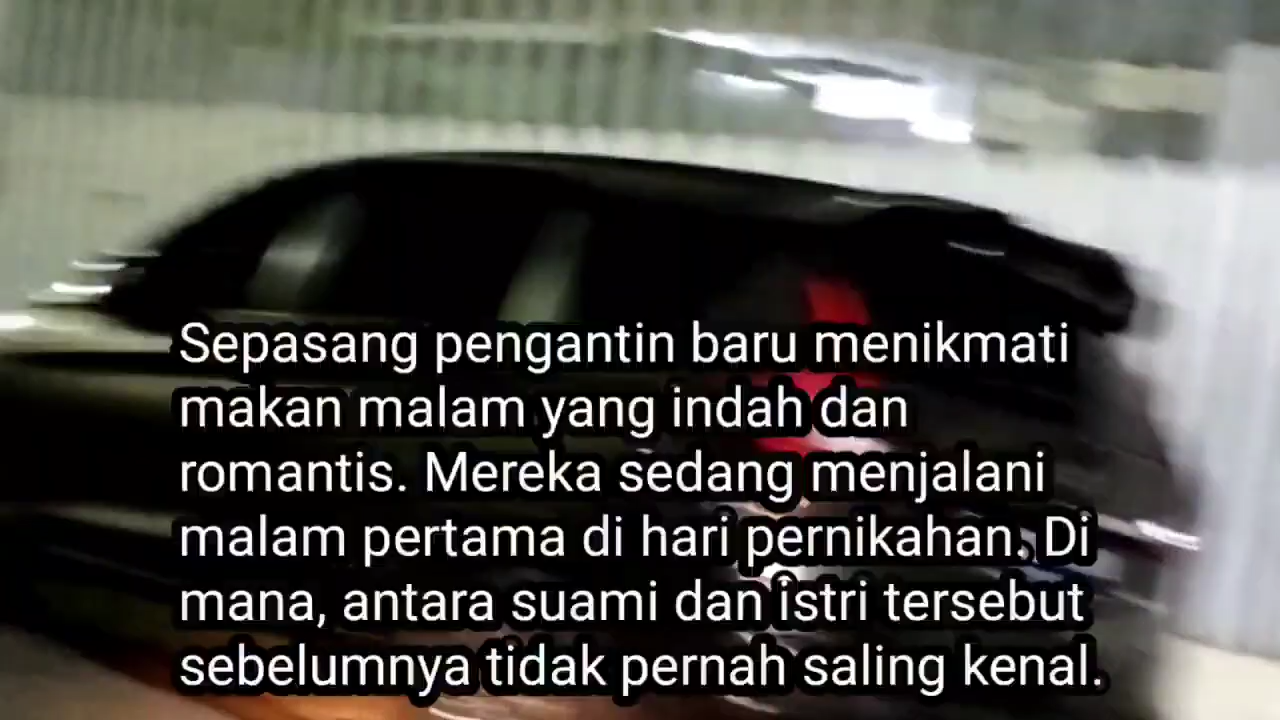 Sepasang pengantin baru menikmati
makan malam yang indah dan
romantis. Mereka sedang menjalani
malam pertama di hari pernikahan. Di
mana, antara suami dan istri tersebut
sebelumnya tidak pernah saling kenal.